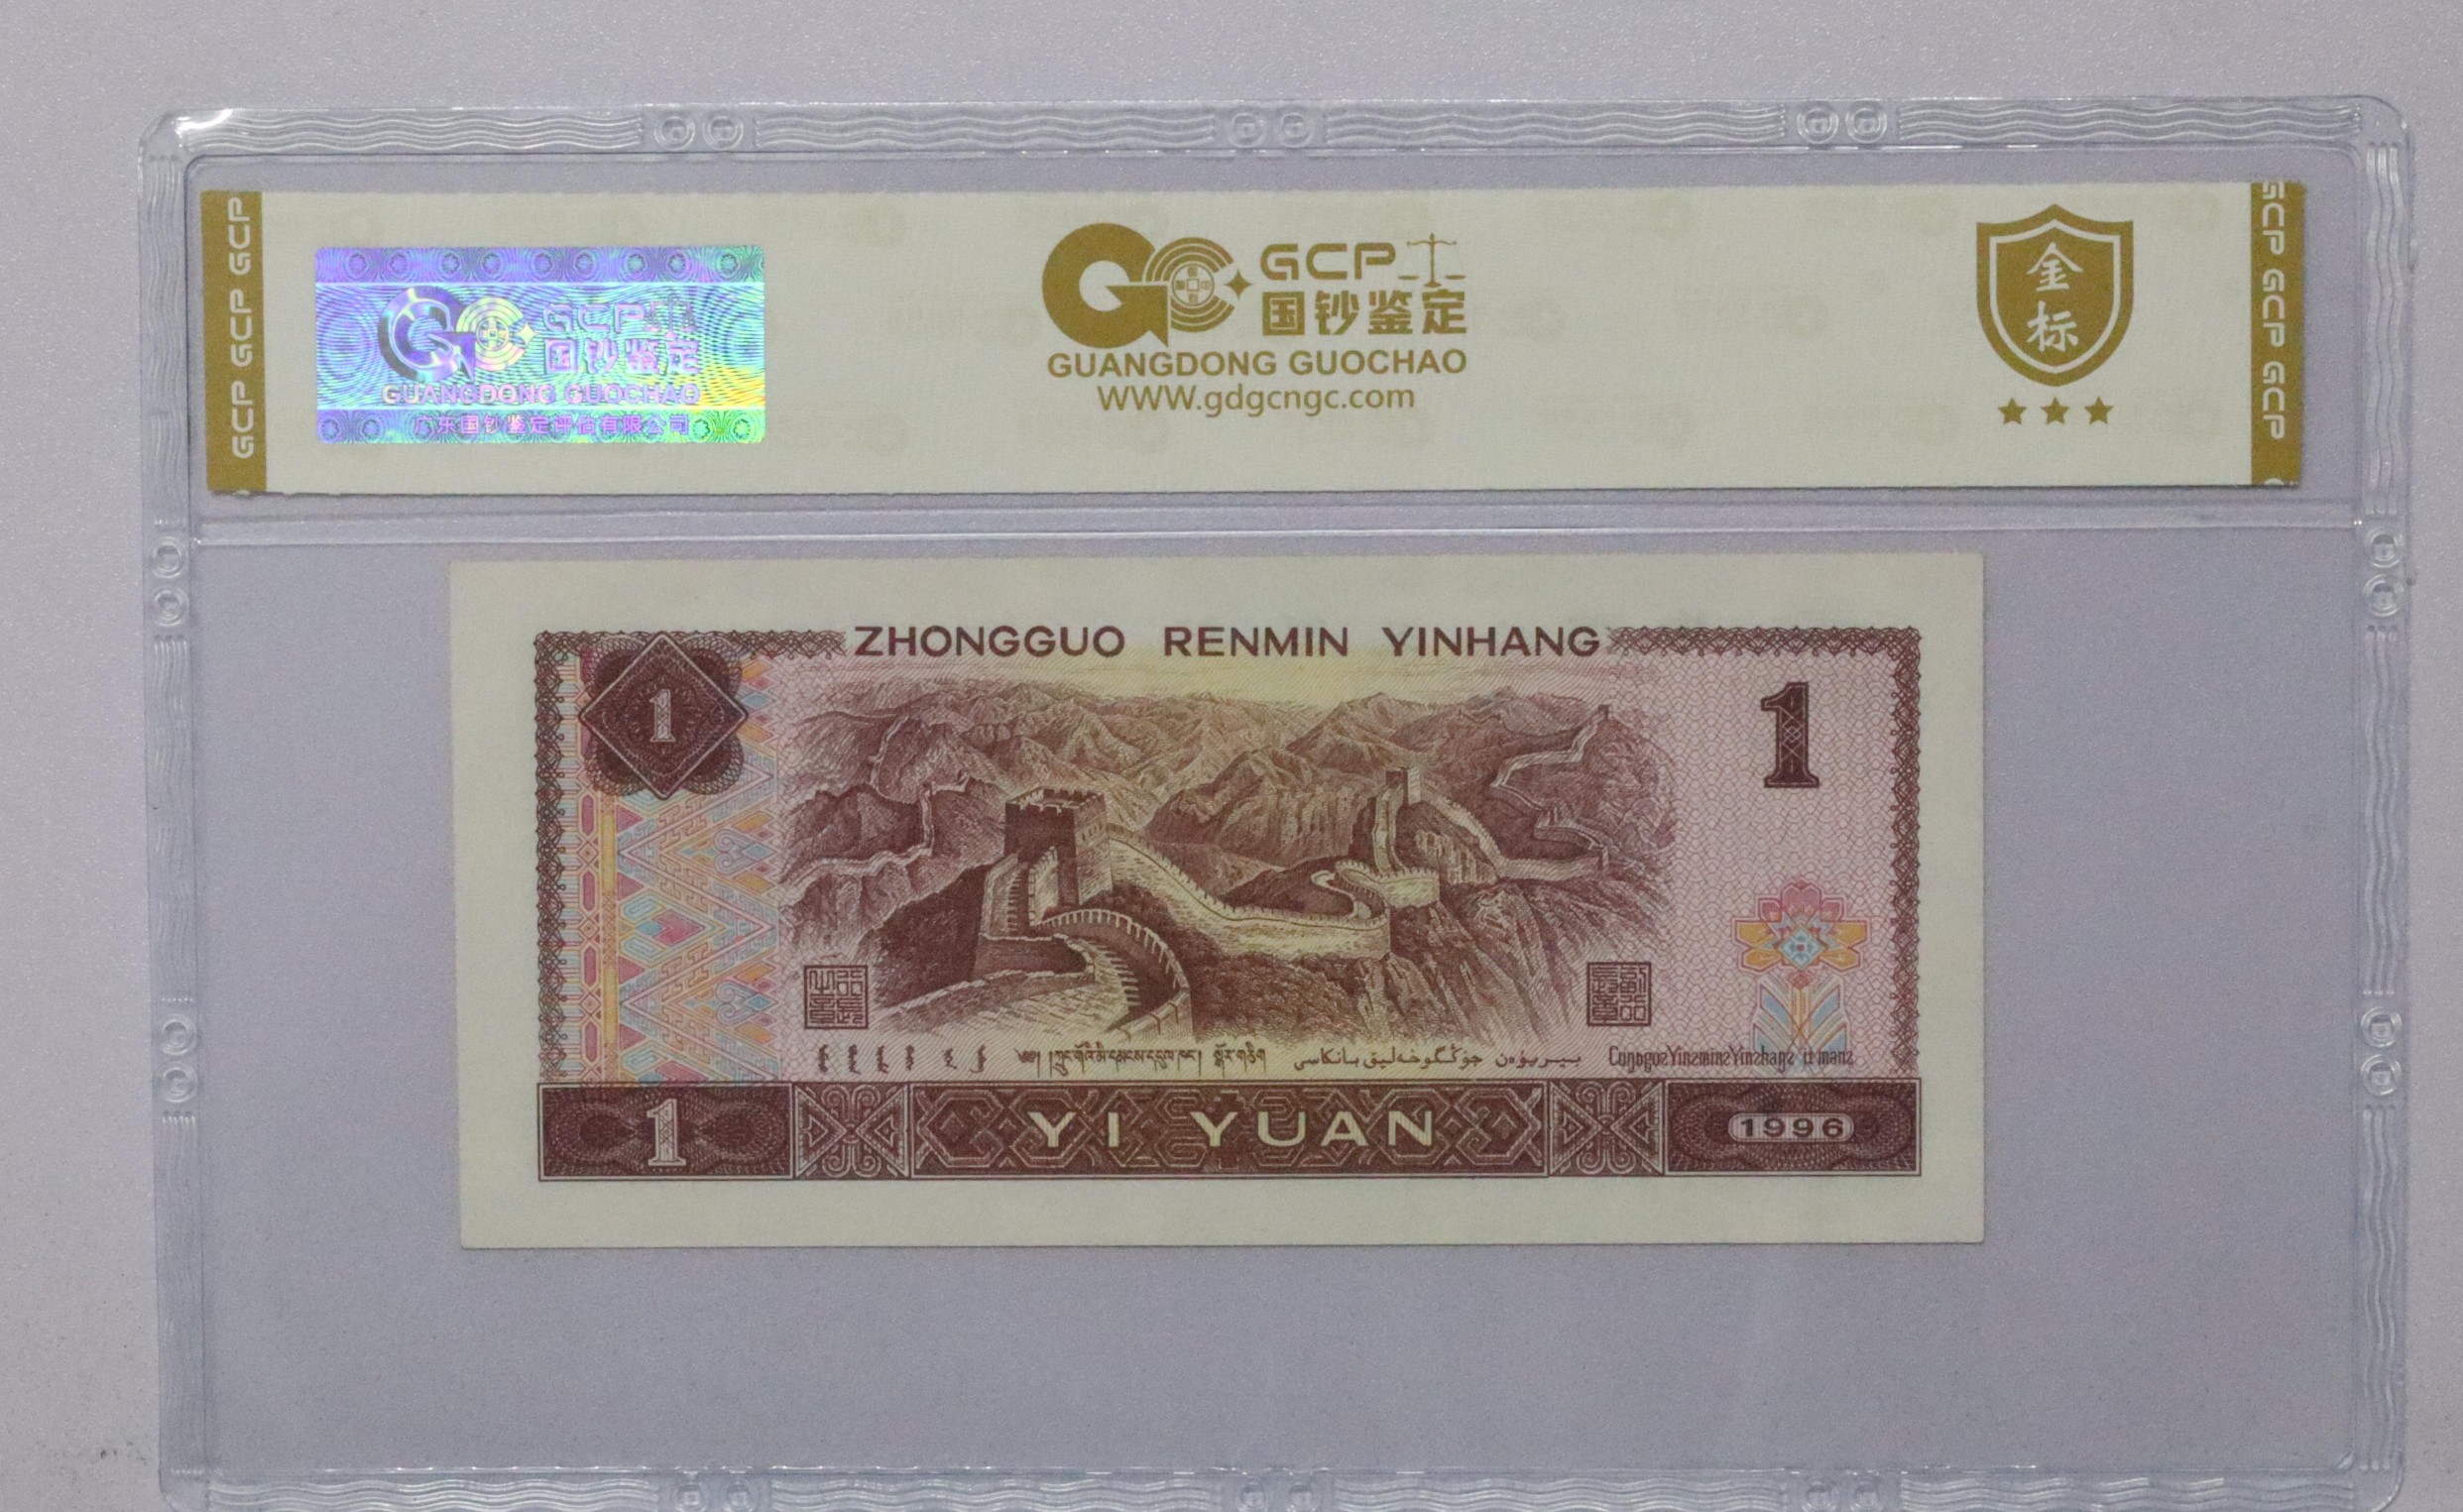 GCP GCP GCP
GCP
国钞鉴定
GUANGDONG GUOCHAO
广东国钞鉴定评估有限公司
GCP
国钞鉴定
GUANGDONG GUOCHAO
WWW.gdgcngc.com
金
标
GCP GCP GCP
ZHONGGUO RENMIN YINHANG
1
1
1
YI YUAN
1996